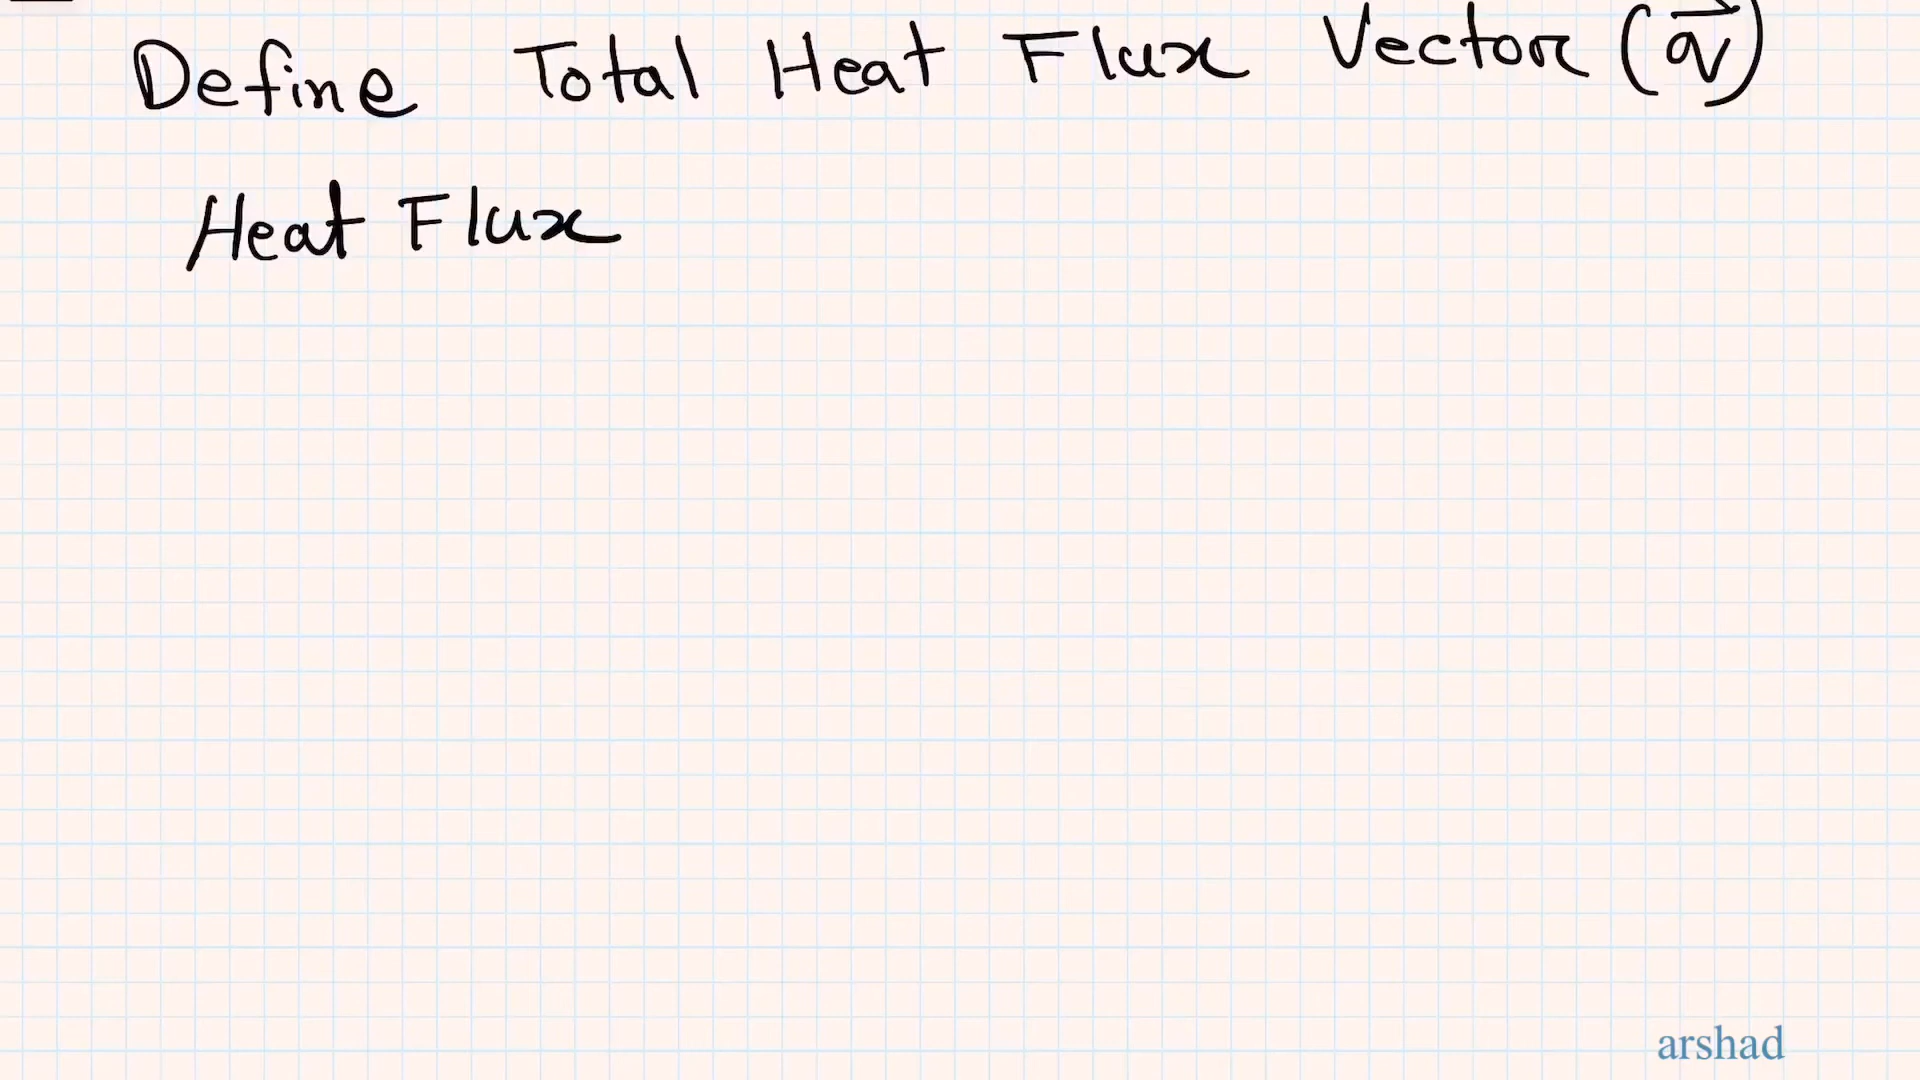 Define Total Heat Flux Vector (q⃗)
Heat Flux
arshad